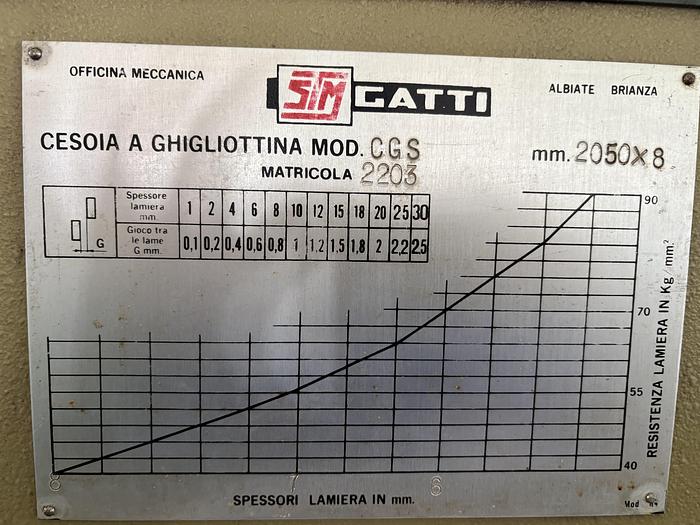 OFFICINA MECCANICA
SIM GATTI
ALBIATE BRIANZA
CESOIA A GHIGLIOTTINA MOD. CGS
mm. 2050X8
MATRICOLA 2203
Spessore lamiera mm. 1 2 4 6 8 10 12 15 18 20 25 30
Gioco tra le lame G mm. 0,1 0,2 0,4 0,6 0,8 1 1,2 1,5 1,8 2 2,2 2,5
G
90
70
55
40
RESISTENZA LAMIERA IN Kg/mm²
8 7 6
SPESSORI LAMIERA IN mm.
Mod